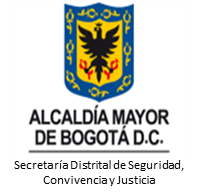 ALCALDÍA MAYOR
DE BOGOTÁ D.C.
Secretaría Distrital de Seguridad,
Convivencia y Justicia